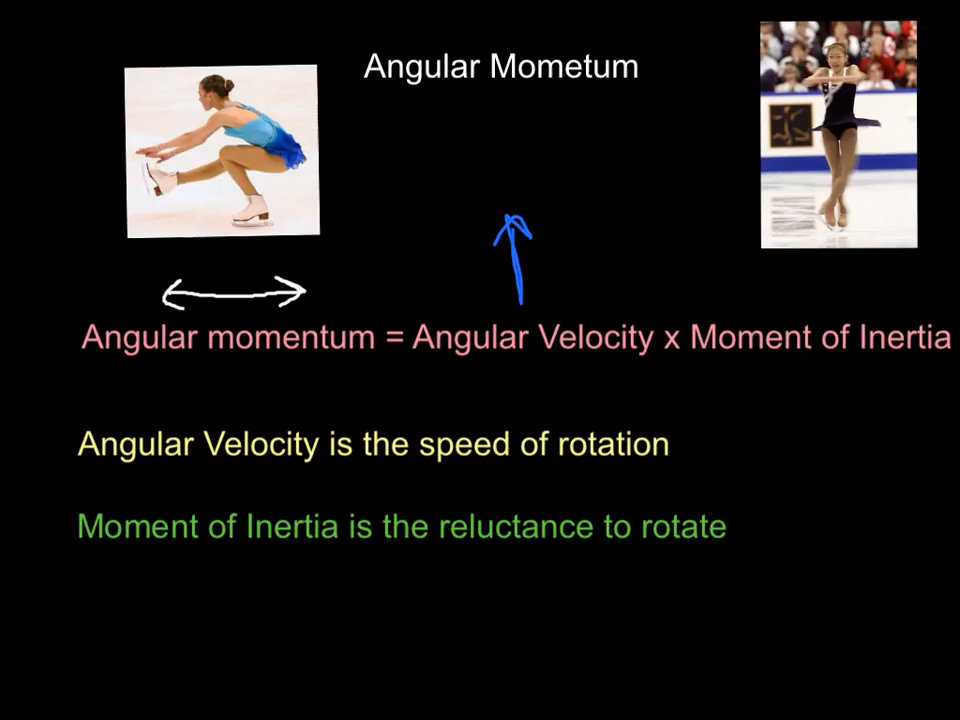 Angular Mometum
Angular momentum = Angular Velocity x Moment of Inertia
Angular Velocity is the speed of rotation
Moment of Inertia is the reluctance to rotate